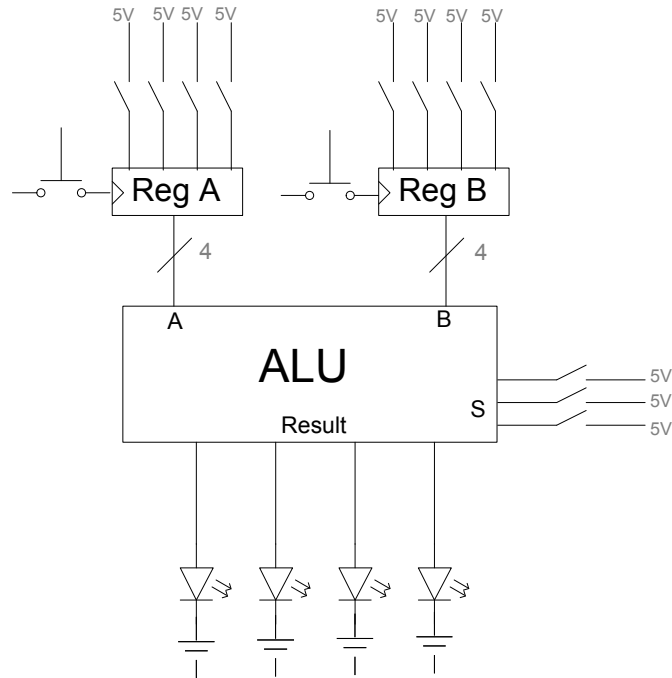 5V 5V 5V 5V 5V 5V 5V 5V
Reg A Reg B
4 4
A B
ALU
5V
S 5V
Result 5V